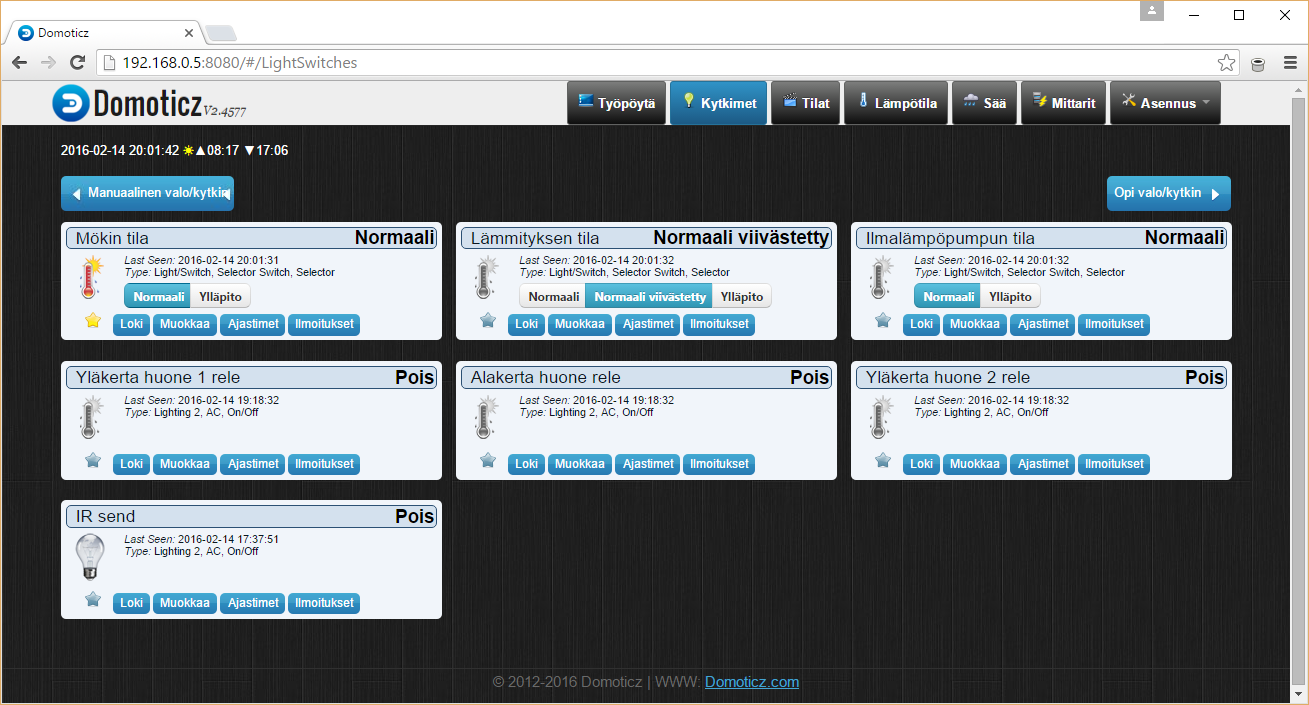 Domoticz
192.168.0.5:8080/#/LightSwitches
Domoticz V2.4577
Työpöytä Kytkimet Tilat Lämpötila Sää Mittarit Asennus
2016-02-14 20:01:42 ☀▲08:17 ▼17:06
Manuaalinen valo/kytkin Opi valo/kytkin
Mökin tila Normaali
Last Seen: 2016-02-14 20:01:31
Type: Light/Switch, Selector Switch, Selector
Normaali Ylläpito
Loki Muokkaa Ajastimet Ilmoitukset
Lämmityksen tila Normaali viivästetty
Last Seen: 2016-02-14 20:01:32
Type: Light/Switch, Selector Switch, Selector
Normaali Normaali viivästetty Ylläpito
Loki Muokkaa Ajastimet Ilmoitukset
Ilmalämpöpumpun tila Normaali
Last Seen: 2016-02-14 20:01:32
Type: Light/Switch, Selector Switch, Selector
Normaali Ylläpito
Loki Muokkaa Ajastimet Ilmoitukset
Yläkerta huone 1 rele Pois
Last Seen: 2016-02-14 19:18:32
Type: Lighting 2, AC, On/Off
Loki Muokkaa Ajastimet Ilmoitukset
Alakerta huone rele Pois
Last Seen: 2016-02-14 19:18:32
Type: Lighting 2, AC, On/Off
Loki Muokkaa Ajastimet Ilmoitukset
Yläkerta huone 2 rele Pois
Last Seen: 2016-02-14 19:18:32
Type: Lighting 2, AC, On/Off
Loki Muokkaa Ajastimet Ilmoitukset
IR send Pois
Last Seen: 2016-02-14 17:37:51
Type: Lighting 2, AC, On/Off
Loki Muokkaa Ajastimet Ilmoitukset
© 2012-2016 Domoticz | WWW: Domoticz.com